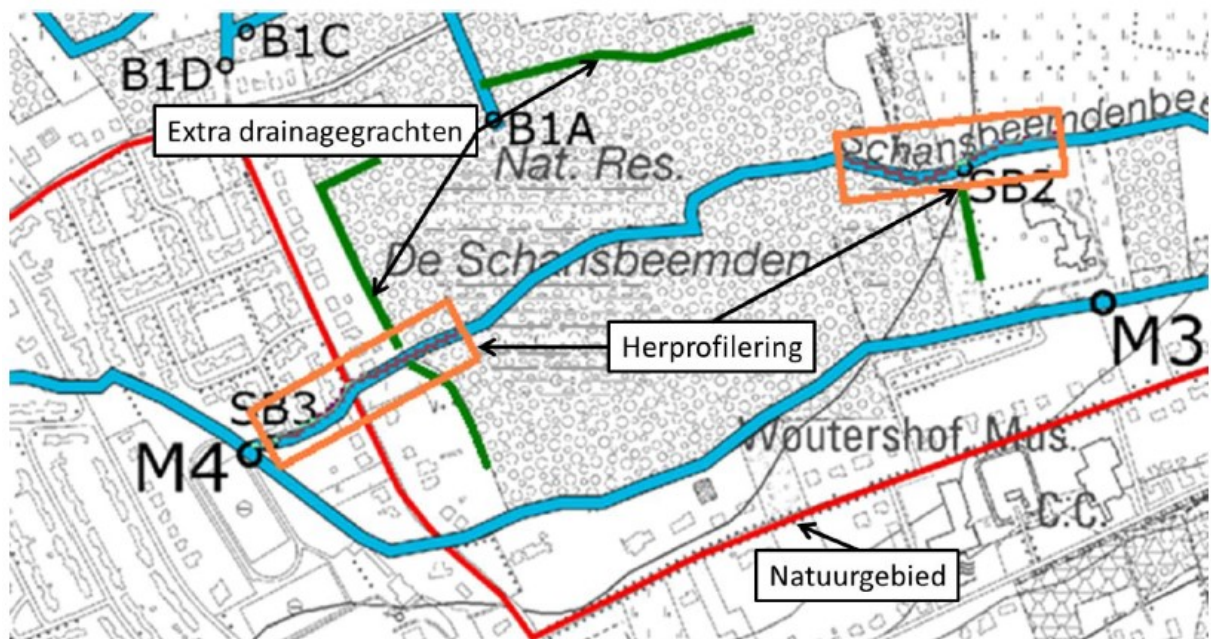 B1C
B1D
Extra drainagegrachten
B1A
Schansbeemdenbe
Nat. Res.
SB2
De Schansbeemden
Herprofilering
M3
SB3
M4
Woutershof Mus.
C.C.
Natuurgebied